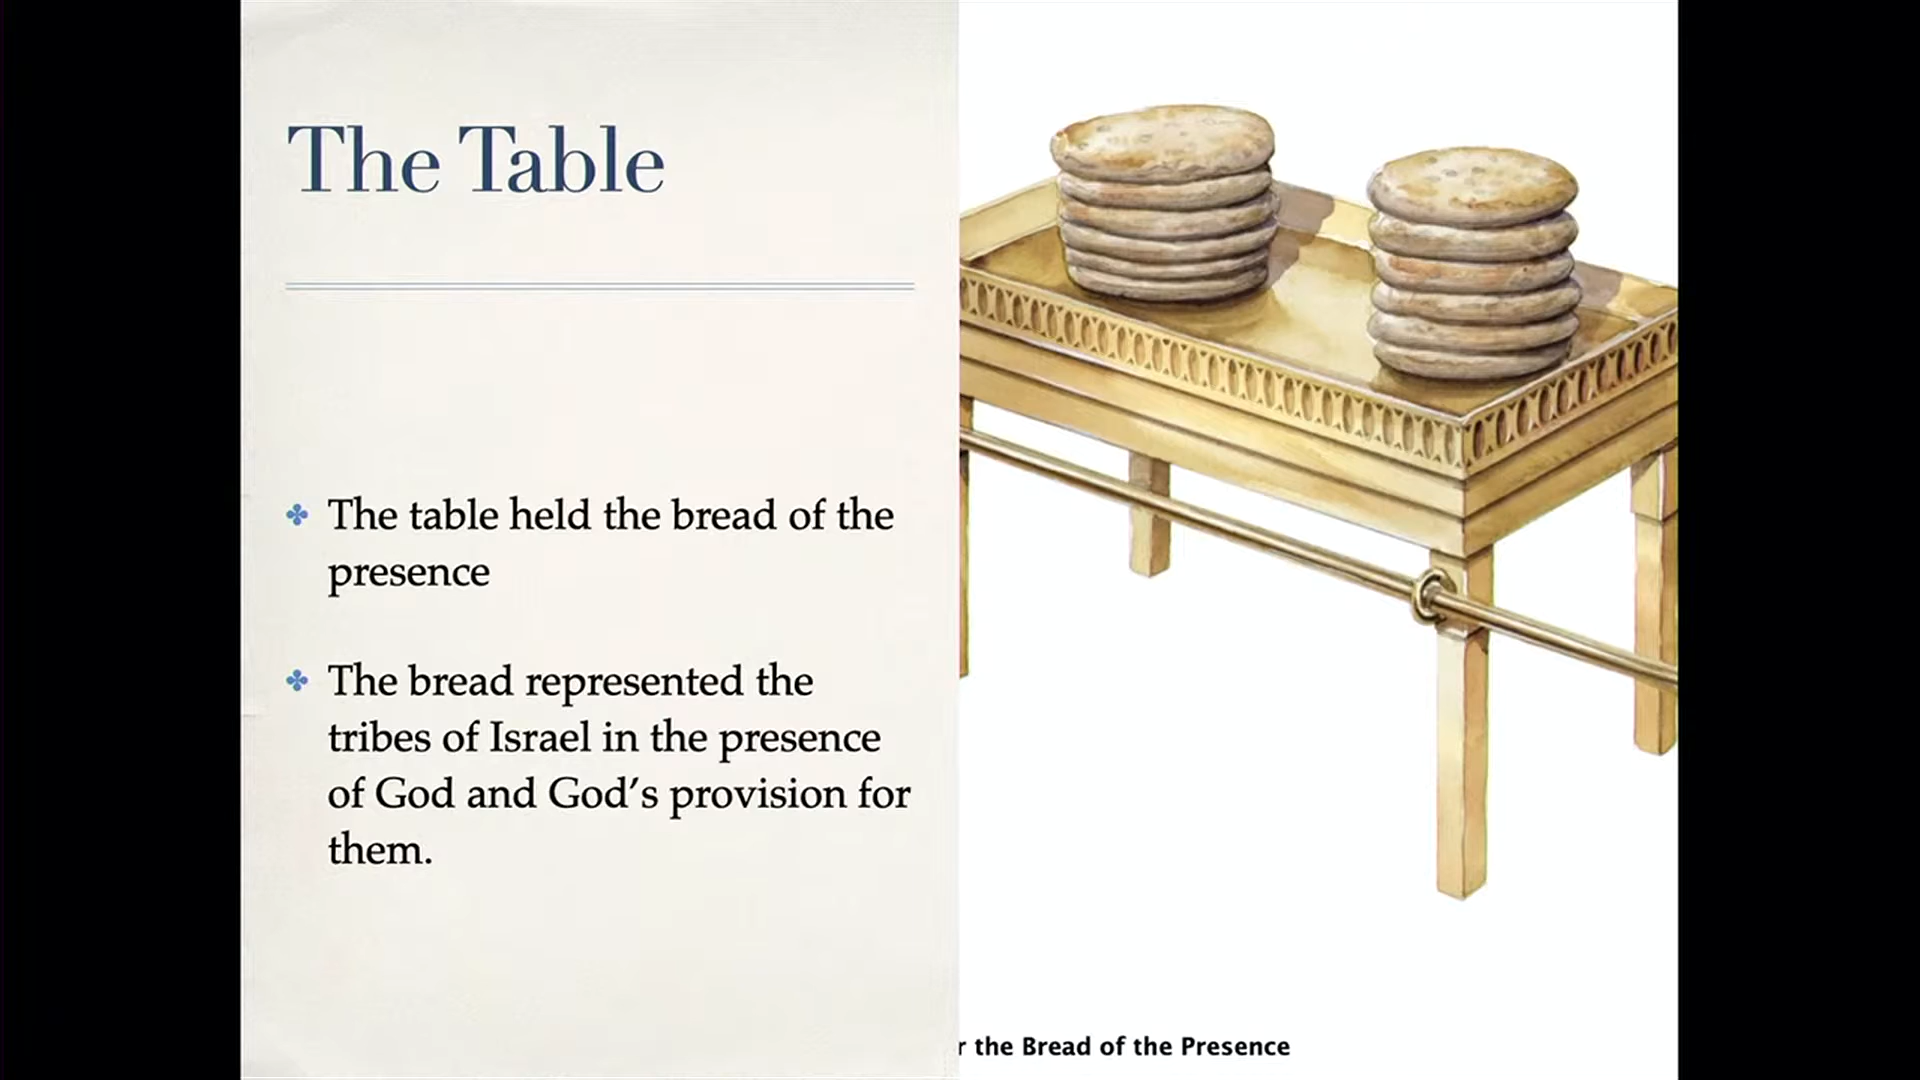 The Table
The table held the bread of the
presence
The bread represented the
tribes of Israel in the presence
of God and God’s provision for
them.
r the Bread of the Presence